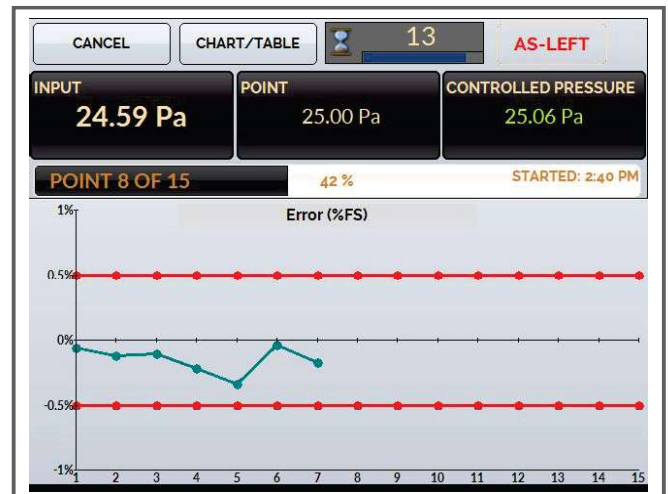 CANCEL CHART/TABLE 13 AS-LEFT
INPUT POINT CONTROLLED PRESSURE
24.59 Pa 25.00 Pa 25.06 Pa
POINT 8 OF 15 42 % STARTED: 2:40 PM
Error (%FS)
1%
0.5%
0%
-0.5%
-1%
1 2 3 4 5 6 7 8 9 10 11 12 13 14 15